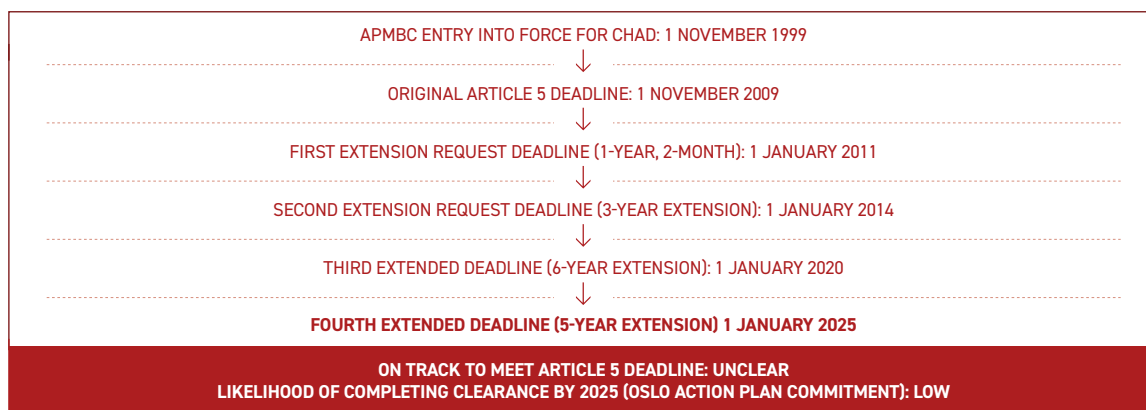 APMBC ENTRY INTO FORCE FOR CHAD: 1 NOVEMBER 1999
ORIGINAL ARTICLE 5 DEADLINE: 1 NOVEMBER 2009
FIRST EXTENSION REQUEST DEADLINE (1-YEAR, 2-MONTH): 1 JANUARY 2011
SECOND EXTENSION REQUEST DEADLINE (3-YEAR EXTENSION): 1 JANUARY 2014
THIRD EXTENDED DEADLINE (6-YEAR EXTENSION): 1 JANUARY 2020
FOURTH EXTENDED DEADLINE (5-YEAR EXTENSION) 1 JANUARY 2025
ON TRACK TO MEET ARTICLE 5 DEADLINE: UNCLEAR
LIKELIHOOD OF COMPLETING CLEARANCE BY 2025 (OSLO ACTION PLAN COMMITMENT): LOW